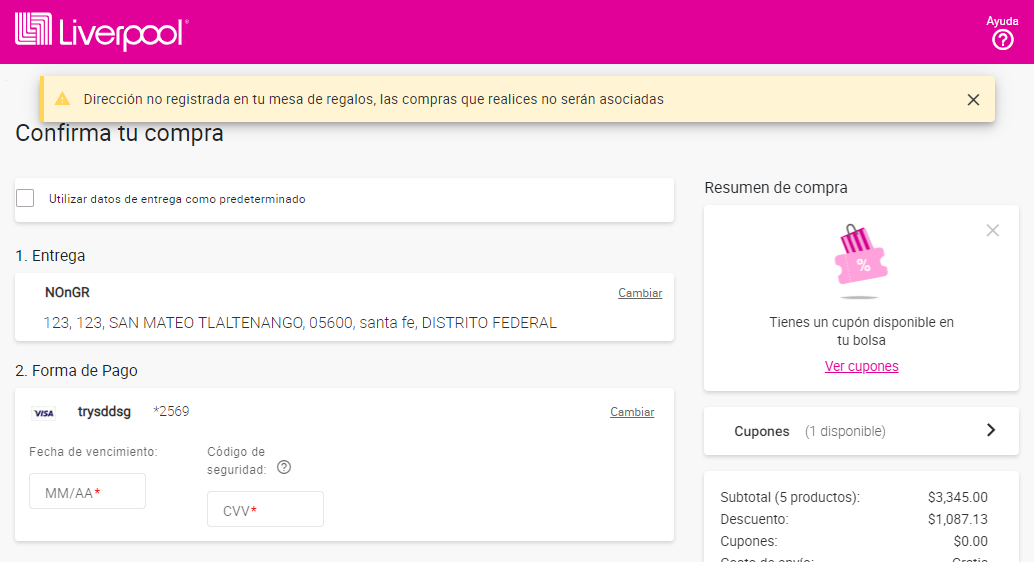 Liverpool
Ayuda
Dirección no registrada en tu mesa de regalos, las compras que realices no serán asociadas
Confirma tu compra
Utilizar datos de entrega como predeterminado
1. Entrega
NOnGR
Cambiar
123, 123, SAN MATEO TLALTENANGO, 05600, santa fe, DISTRITO FEDERAL
2. Forma de Pago
VISA trysddsg *2569
Cambiar
Fecha de vencimiento:
MM/AA*
Código de
seguridad:
CVV*
Resumen de compra
%
Tienes un cupón disponible en
tu bolsa
Ver cupones
Cupones (1 disponible)
Subtotal (5 productos): $3,345.00
Descuento: $1,087.13
Cupones: $0.00
Costo de envío: Gratis